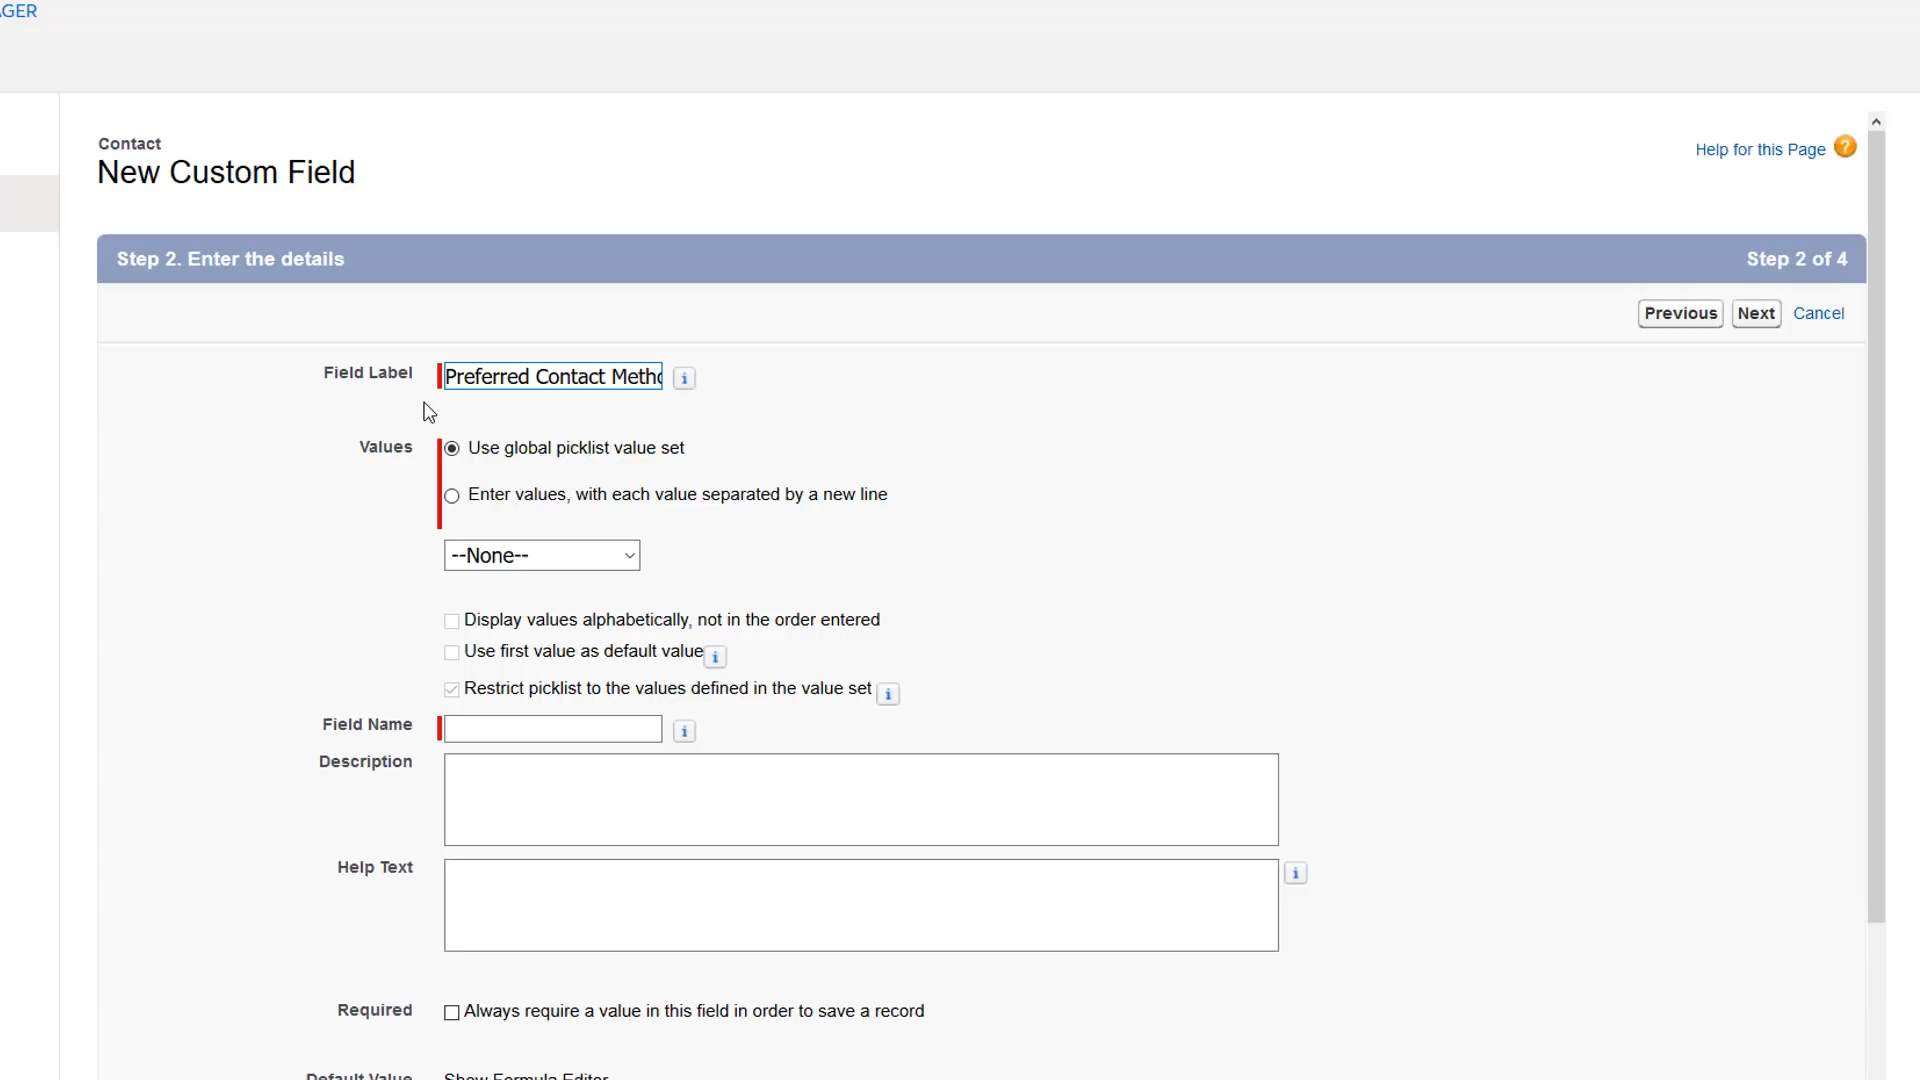 AGER
Contact
New Custom Field
Help for this Page
Step 2. Enter the details
Step 2 of 4
Previous
Next
Cancel
Field Label
Preferred Contact Metho
Values
Use global picklist value set
Enter values, with each value separated by a new line
--None--
Display values alphabetically, not in the order entered
Use first value as default value
Restrict picklist to the values defined in the value set
Field Name
Description
Help Text
Required
Always require a value in this field in order to save a record
Default Value
Show Formula Editor